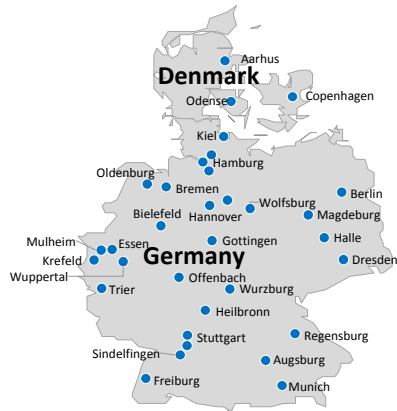 Aarhus
Denmark
Odense
Copenhagen
Kiel
Hamburg
Oldenburg
Bremen
Berlin
Wolfsburg
Bielefeld
Hannover
Magdeburg
Mulheim
Essen
Gottingen
Halle
Krefeld
Germany
Dresden
Wuppertal
Offenbach
Trier
Wurzburg
Heilbronn
Stuttgart
Regensburg
Sindelfingen
Augsburg
Freiburg
Munich